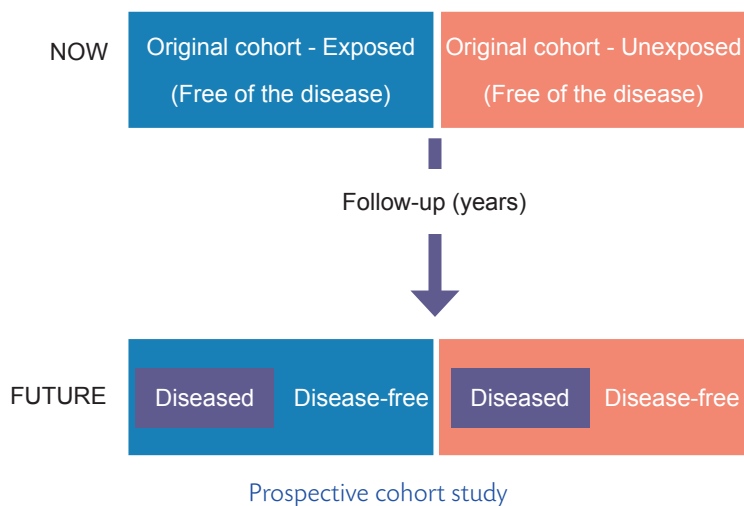 NOW
Original cohort - Exposed
(Free of the disease)
Original cohort - Unexposed
(Free of the disease)
Follow-up (years)
FUTURE
Diseased
Disease-free
Diseased
Disease-free
Prospective cohort study